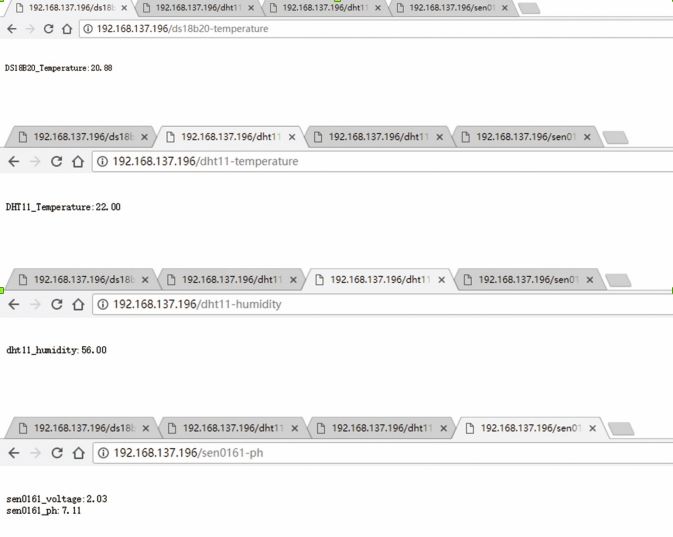 192.168.137.196/ds18b 192.168.137.196/dht11 192.168.137.196/dht11 192.168.137.196/sen01
192.168.137.196/ds18b20-temperature
DS18B20_Temperature:20.88
192.168.137.196/ds18b 192.168.137.196/dht11 192.168.137.196/dht11 192.168.137.196/sen01
192.168.137.196/dht11-temperature
DHT11_Temperature:22.00
192.168.137.196/ds18b 192.168.137.196/dht11 192.168.137.196/dht11 192.168.137.196/sen01
192.168.137.196/dht11-humidity
dht11_humidity:56.00
192.168.137.196/ds18b 192.168.137.196/dht11 192.168.137.196/dht11 192.168.137.196/sen01
192.168.137.196/sen0161-ph
sen0161_voltage:2.03
sen0161_ph:7.11